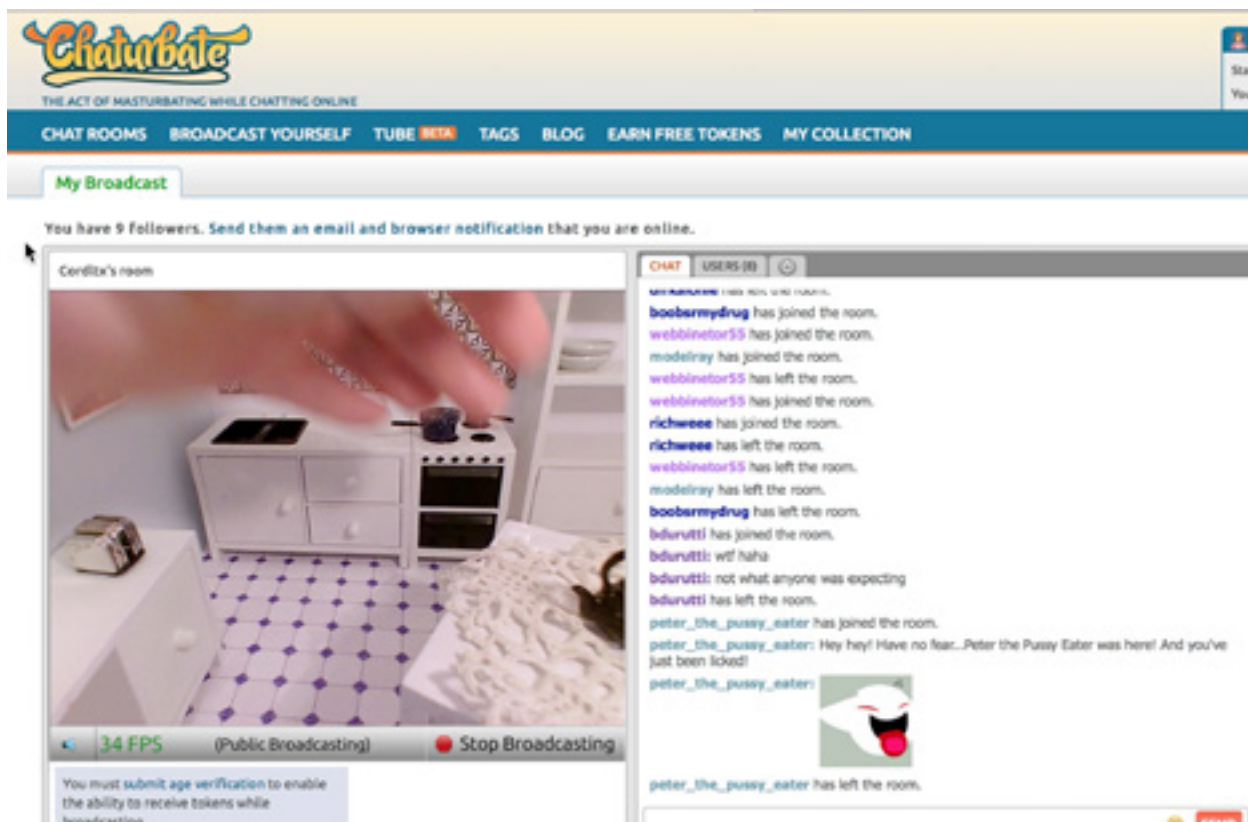 Chaturbate
THE ACT OF MASTURBATING WHILE CHATTING ONLINE
CHAT ROOMS BROADCAST YOURSELF TUBE BETA TAGS BLOG EARN FREE TOKENS MY COLLECTION
My Broadcast
You have 9 followers. Send them an email and browser notification that you are online.
Corditx's room
34 FPS (Public Broadcasting) Stop Broadcasting
You must submit age verification to enable
the ability to receive tokens while
broadcasting
CHAT USERS (8)
has left the room.
boobsrmydrug has joined the room.
webbinetor55 has joined the room.
modelray has joined the room.
webbinetor55 has left the room.
webbinetor55 has joined the room.
richweee has joined the room.
richweee has left the room.
webbinetor55 has left the room.
modelray has left the room.
boobsrmydrug has left the room.
bdurutti has joined the room.
bdurutti: wtf haha
bdurutti: not what anyone was expecting
bdurutti has left the room.
peter_the_pussy_eater has joined the room.
peter_the_pussy_eater: Hey hey! Have no fear...Peter the Pussy Eater was here! And you've
just been licked!
peter_the_pussy_eater:
peter_the_pussy_eater has left the room.
SEND